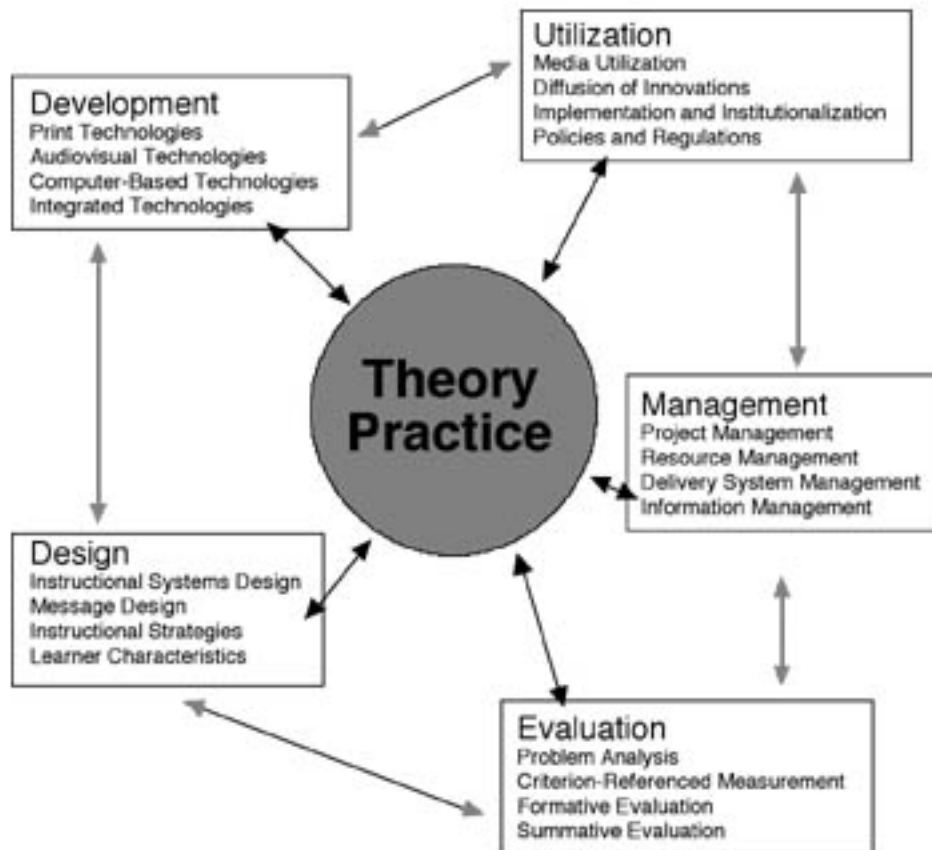 Utilization
Media Utilization
Diffusion of Innovations
Implementation and Institutionalization
Policies and Regulations
Development
Print Technologies
Audiovisual Technologies
Computer-Based Technologies
Integrated Technologies
Theory
Practice
Management
Project Management
Resource Management
Delivery System Management
Information Management
Design
Instructional Systems Design
Message Design
Instructional Strategies
Learner Characteristics
Evaluation
Problem Analysis
Criterion-Referenced Measurement
Formative Evaluation
Summative Evaluation